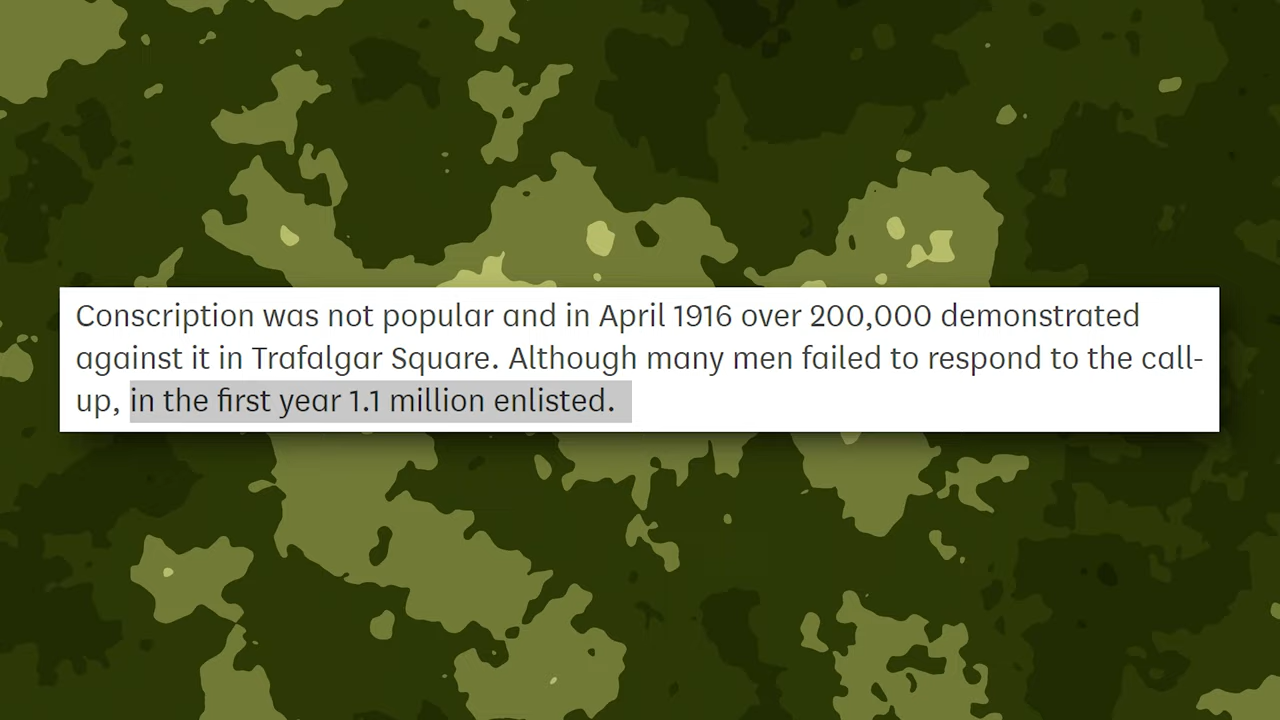 Conscription was not popular and in April 1916 over 200,000 demonstrated
against it in Trafalgar Square. Although many men failed to respond to the call-
up, in the first year 1.1 million enlisted.